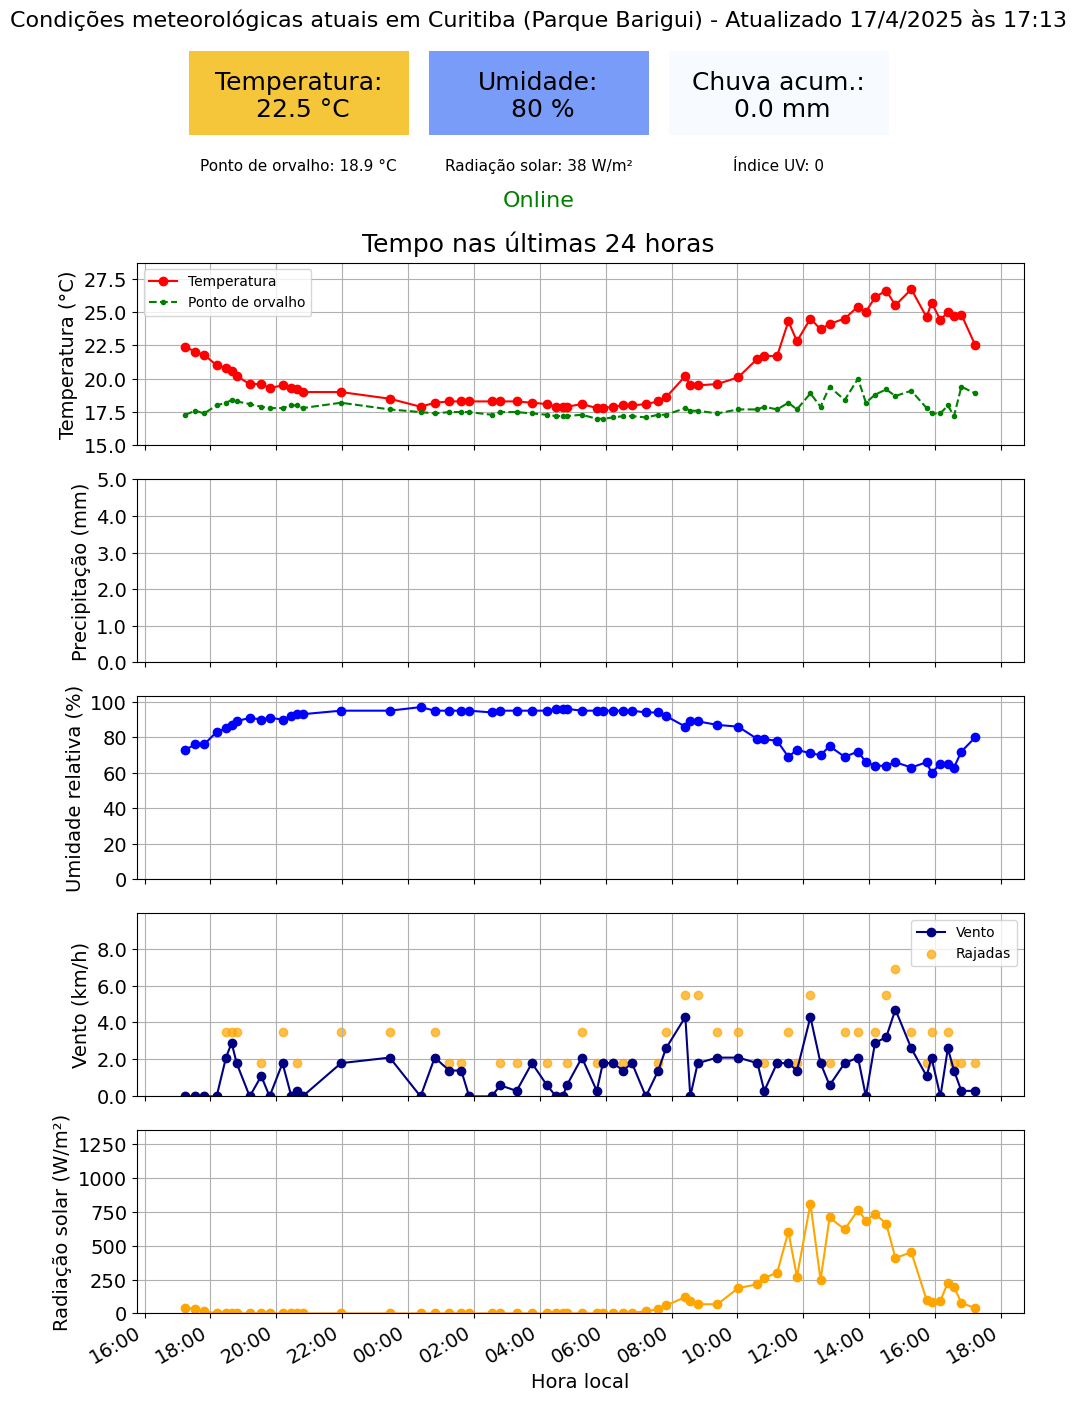 Condições meteorológicas atuais em Curitiba (Parque Barigui) - Atualizado 17/4/2025 às 17:13
Temperatura:
22.5 °C
Umidade:
80 %
Chuva acum.:
0.0 mm
Ponto de orvalho: 18.9 °C
Radiação solar: 38 W/m²
Índice UV: 0
Online
Tempo nas últimas 24 horas
Temperatura (°C)
27.5
25.0
22.5
20.0
17.5
15.0
Temperatura
Ponto de orvalho
Precipitação (mm)
5.0
4.0
3.0
2.0
1.0
0.0
Umidade relativa (%)
100
80
60
40
20
0
Vento (km/h)
8.0
6.0
4.0
2.0
0.0
Vento
Rajadas
Radiação solar (W/m²)
1250
1000
750
500
250
0
16:00
18:00
20:00
22:00
00:00
02:00
04:00
06:00
08:00
10:00
12:00
14:00
16:00
18:00
Hora local